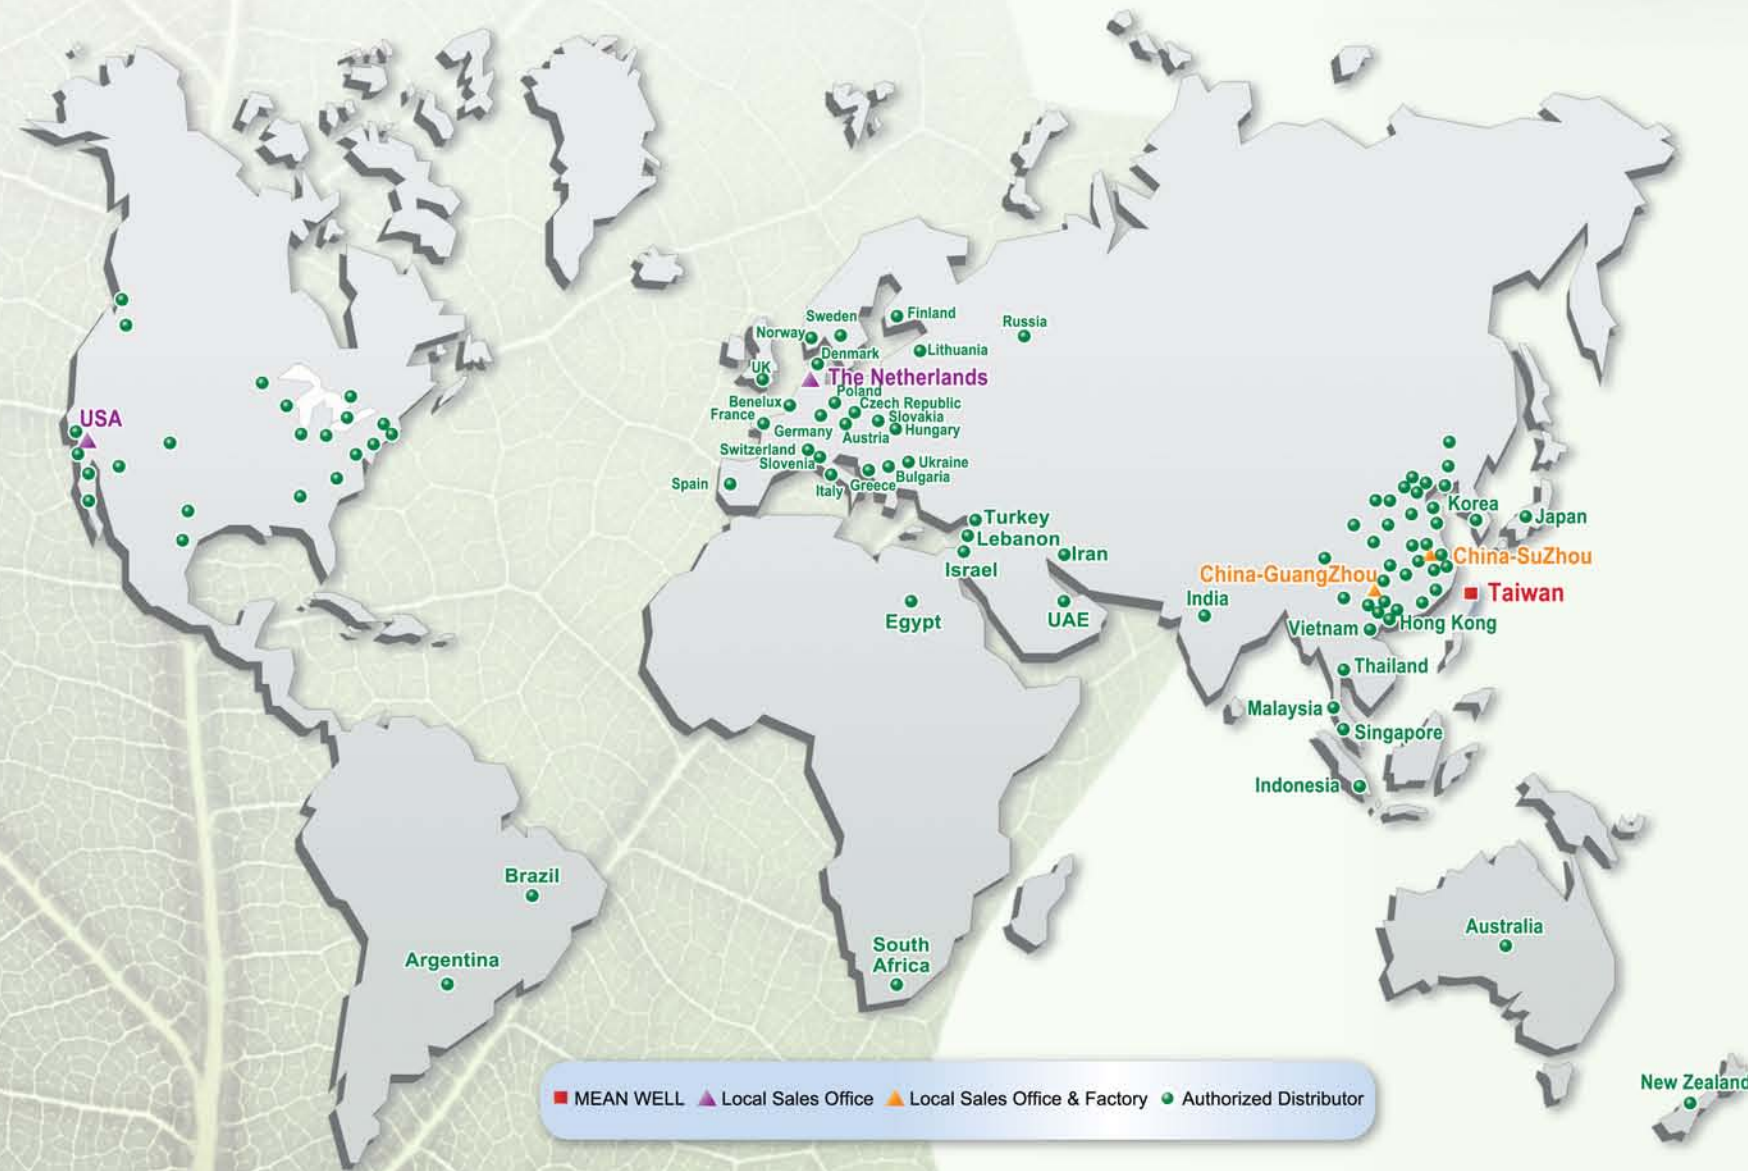 Finland
Sweden
Russia
Norway
Denmark
Lithuania
UK
The Netherlands
Poland
Benelux
Czech Republic
France
Slovakia
USA
Germany
Hungary
Austria
Switzerland
Slovenia
Ukraine
Bulgaria
Spain
Italy
Greece
Korea
Turkey
Japan
Lebanon
Iran
China-SuZhou
Israel
China-GuangZhou
Taiwan
India
Egypt
UAE
Hong Kong
Vietnam
Thailand
Malaysia
Singapore
Indonesia
Brazil
Australia
South
Africa
Argentina
New Zealand
MEAN WELL Local Sales Office Local Sales Office & Factory Authorized Distributor